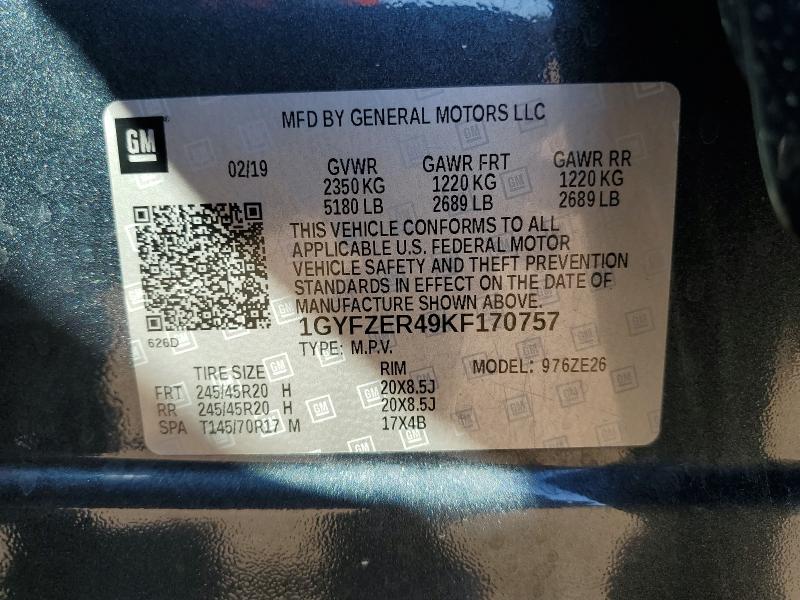 MFD BY GENERAL MOTORS LLC
GM
02/19 GVWR GAWR FRT GAWR RR
2350 KG 1220 KG 1220 KG
5180 LB 2689 LB 2689 LB
THIS VEHICLE CONFORMS TO ALL
APPLICABLE U.S. FEDERAL MOTOR
VEHICLE SAFETY AND THEFT PREVENTION
STANDARDS IN EFFECT ON THE DATE OF
MANUFACTURE SHOWN ABOVE.
1GYFZER49KF170757
626D
TYPE: M.P.V. MODEL: 976ZE26
TIRE SIZE RIM
FRT 245/45R20 H 20X8.5J
RR 245/45R20 H 20X8.5J
SPA T145/70R17 M 17X4B